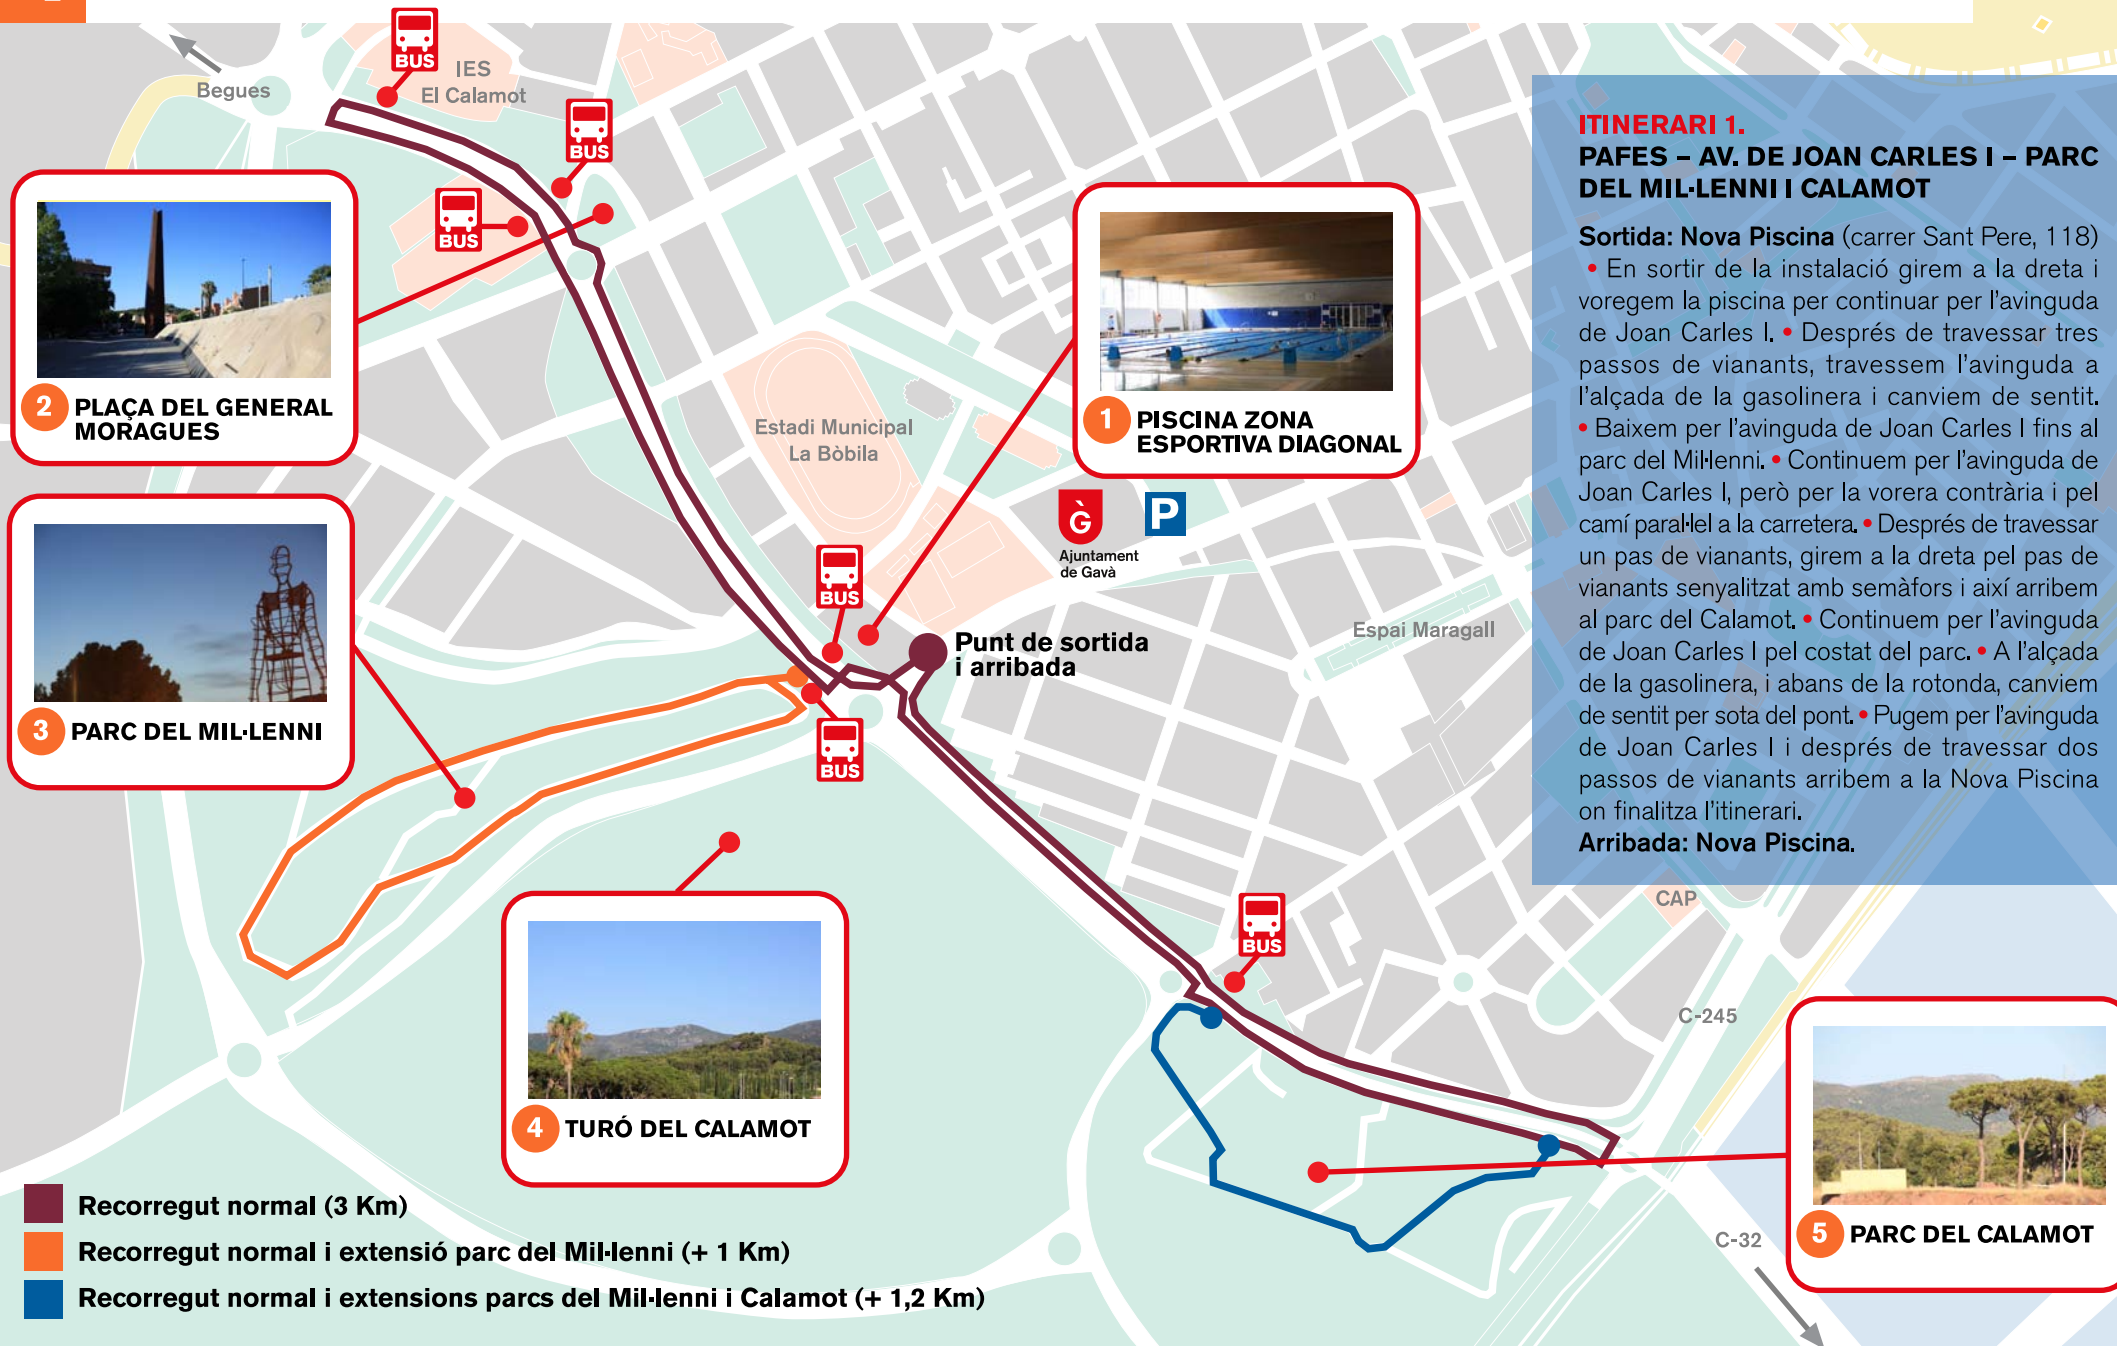 Begues
BUS
IES
El Calamot
BUS
BUS
2 PLAÇA DEL GENERAL
MORAGUES
1 PISCINA ZONA
ESPORTIVA DIAGONAL
Estadi Municipal
La Bòbila
G̀
P
Ajuntament
de Gavà
BUS
Espai Maragall
Punt de sortida
i arribada
3 PARC DEL MIL·LENNI
BUS
BUS
CAP
C-245
4 TURÓ DEL CALAMOT
5 PARC DEL CALAMOT
C-32
Recorregut normal (3 Km)
Recorregut normal i extensió parc del Mil·lenni (+ 1 Km)
Recorregut normal i extensions parcs del Mil·lenni i Calamot (+ 1,2 Km)
ITINERARI 1.
PAFES – AV. DE JOAN CARLES I – PARC
DEL MIL·LENNI I CALAMOT
Sortida: Nova Piscina (carrer Sant Pere, 118)
• En sortir de la instalació girem a la dreta i
voregem la piscina per continuar per l'avinguda
de Joan Carles I. • Després de travessar tres
passos de vianants, travessem l'avinguda a
l'alçada de la gasolinera i canviem de sentit.
• Baixem per l'avinguda de Joan Carles I fins al
parc del Mil·lenni. • Continuem per l'avinguda de
Joan Carles I, però per la vorera contrària i pel
camí paral·lel a la carretera. • Després de travessar
un pas de vianants, girem a la dreta pel pas de
vianants senyalitzat amb semàfors i així arribem
al parc del Calamot. • Continuem per l'avinguda
de Joan Carles I pel costat del parc. • A l'alçada
de la gasolinera, i abans de la rotonda, canviem
de sentit per sota del pont. • Pugem per l'avinguda
de Joan Carles I i després de travessar dos
passos de vianants arribem a la Nova Piscina
on finalitza l'itinerari.
Arribada: Nova Piscina.